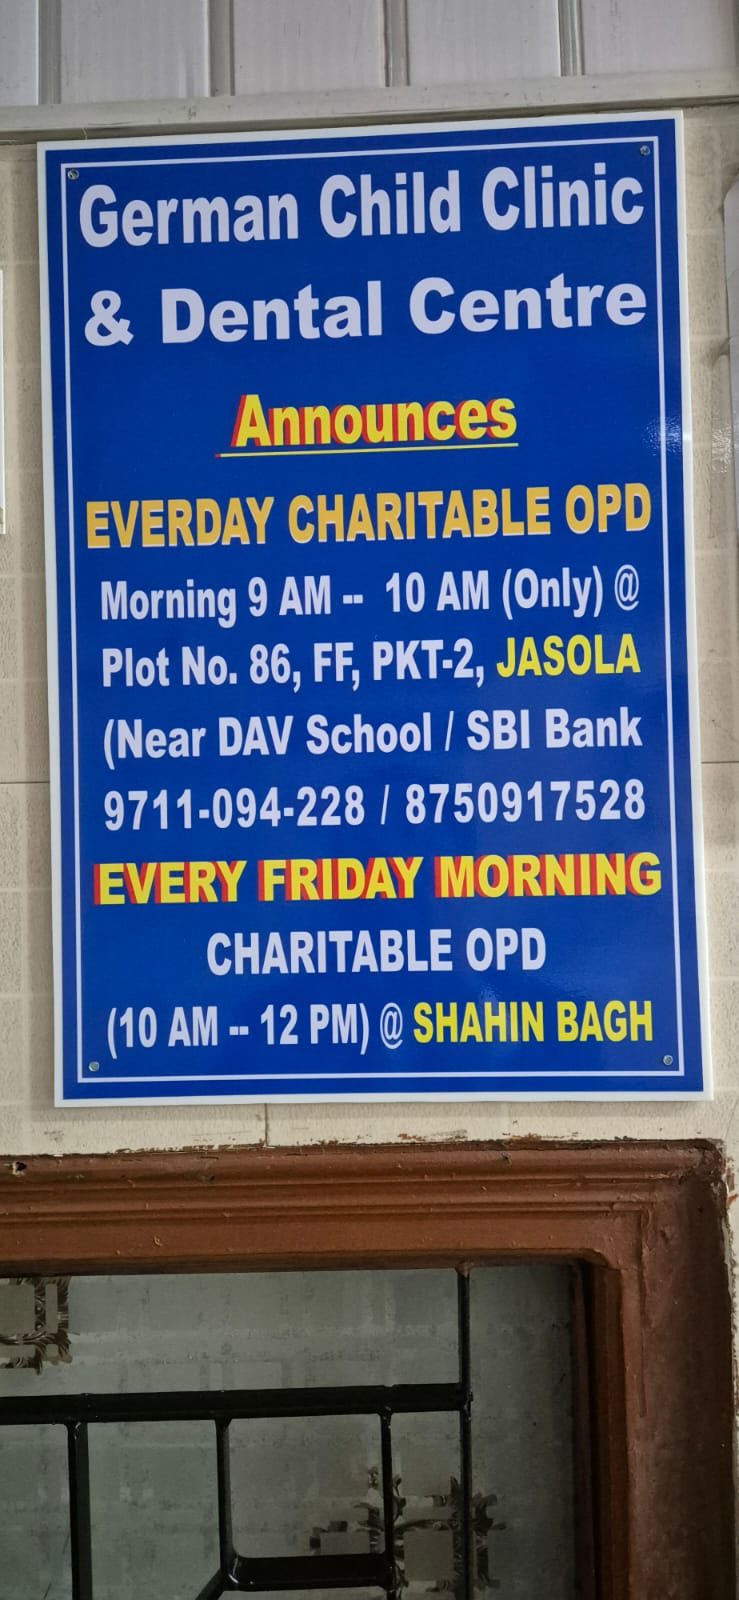 German Child Clinic
& Dental Centre
Announces
EVERDAY CHARITABLE OPD
Morning 9 AM -- 10 AM (Only) @
Plot No. 86, FF, PKT-2, JASOLA
(Near DAV School / SBI Bank
9711-094-228 / 8750917528
EVERY FRIDAY MORNING
CHARITABLE OPD
(10 AM -- 12 PM) @ SHAHIN BAGH